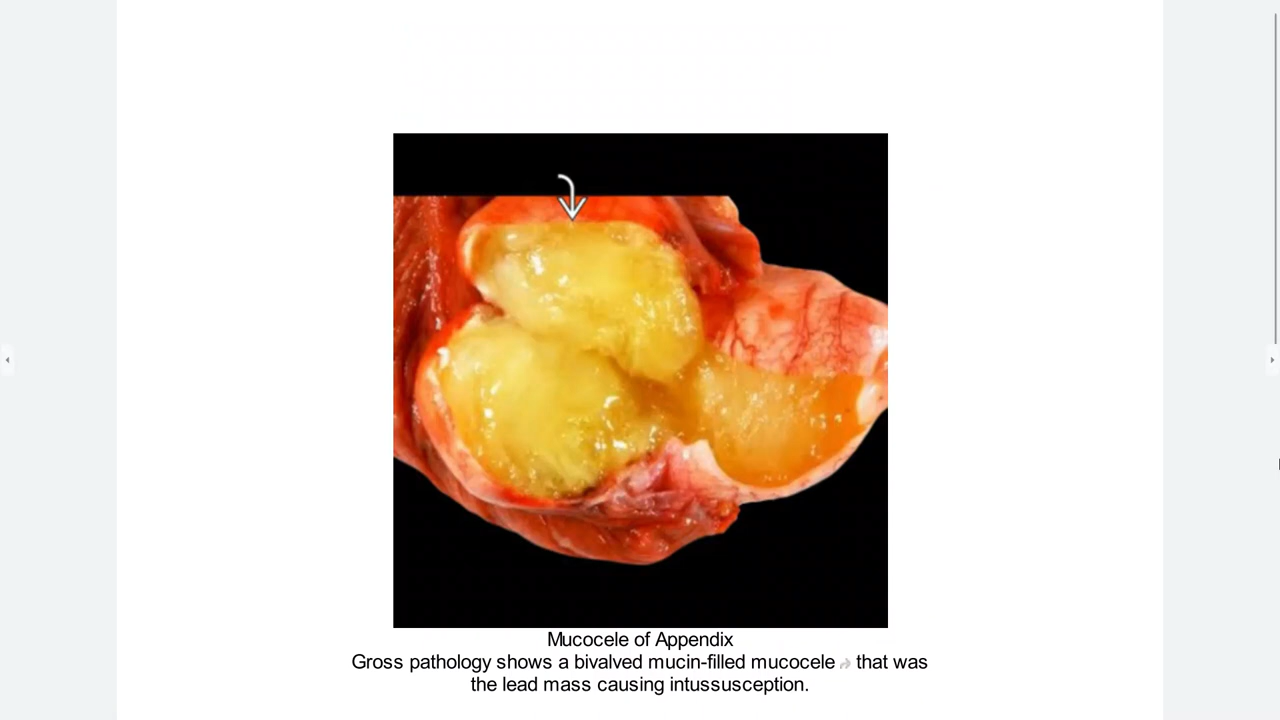 Mucocele of Appendix
Gross pathology shows a bivalved mucin-filled mucocele that was
the lead mass causing intussusception.